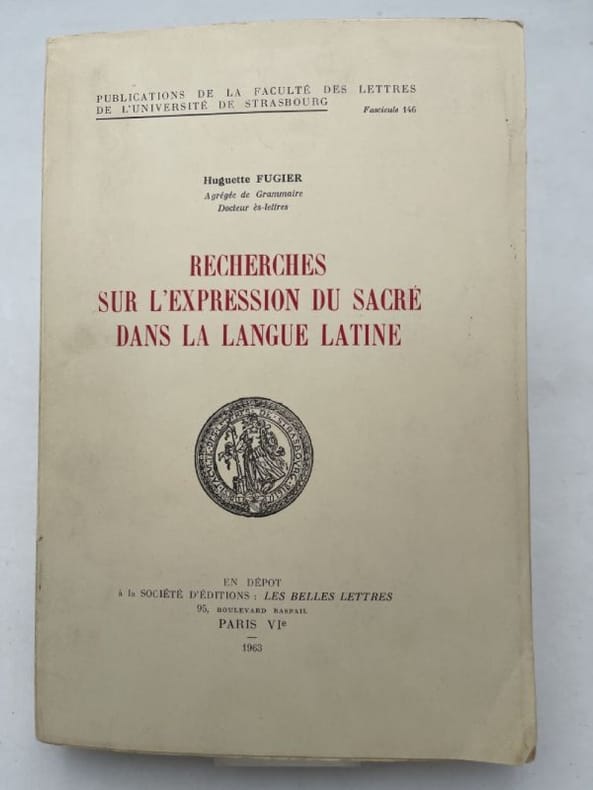 PUBLICATIONS DE LA FACULTÉ DES LETTRES
DE L'UNIVERSITÉ DE STRASBOURG
Fascicule 146
Huguette FUGIER
Agrégée de Grammaire
Docteur ès-lettres
RECHERCHES
SUR L'EXPRESSION DU SACRÉ
DANS LA LANGUE LATINE
EN DÉPOT
à la SOCIÉTÉ D'ÉDITIONS : LES BELLES LETTRES
95, BOULEVARD RASPAIL
PARIS VIe
1963